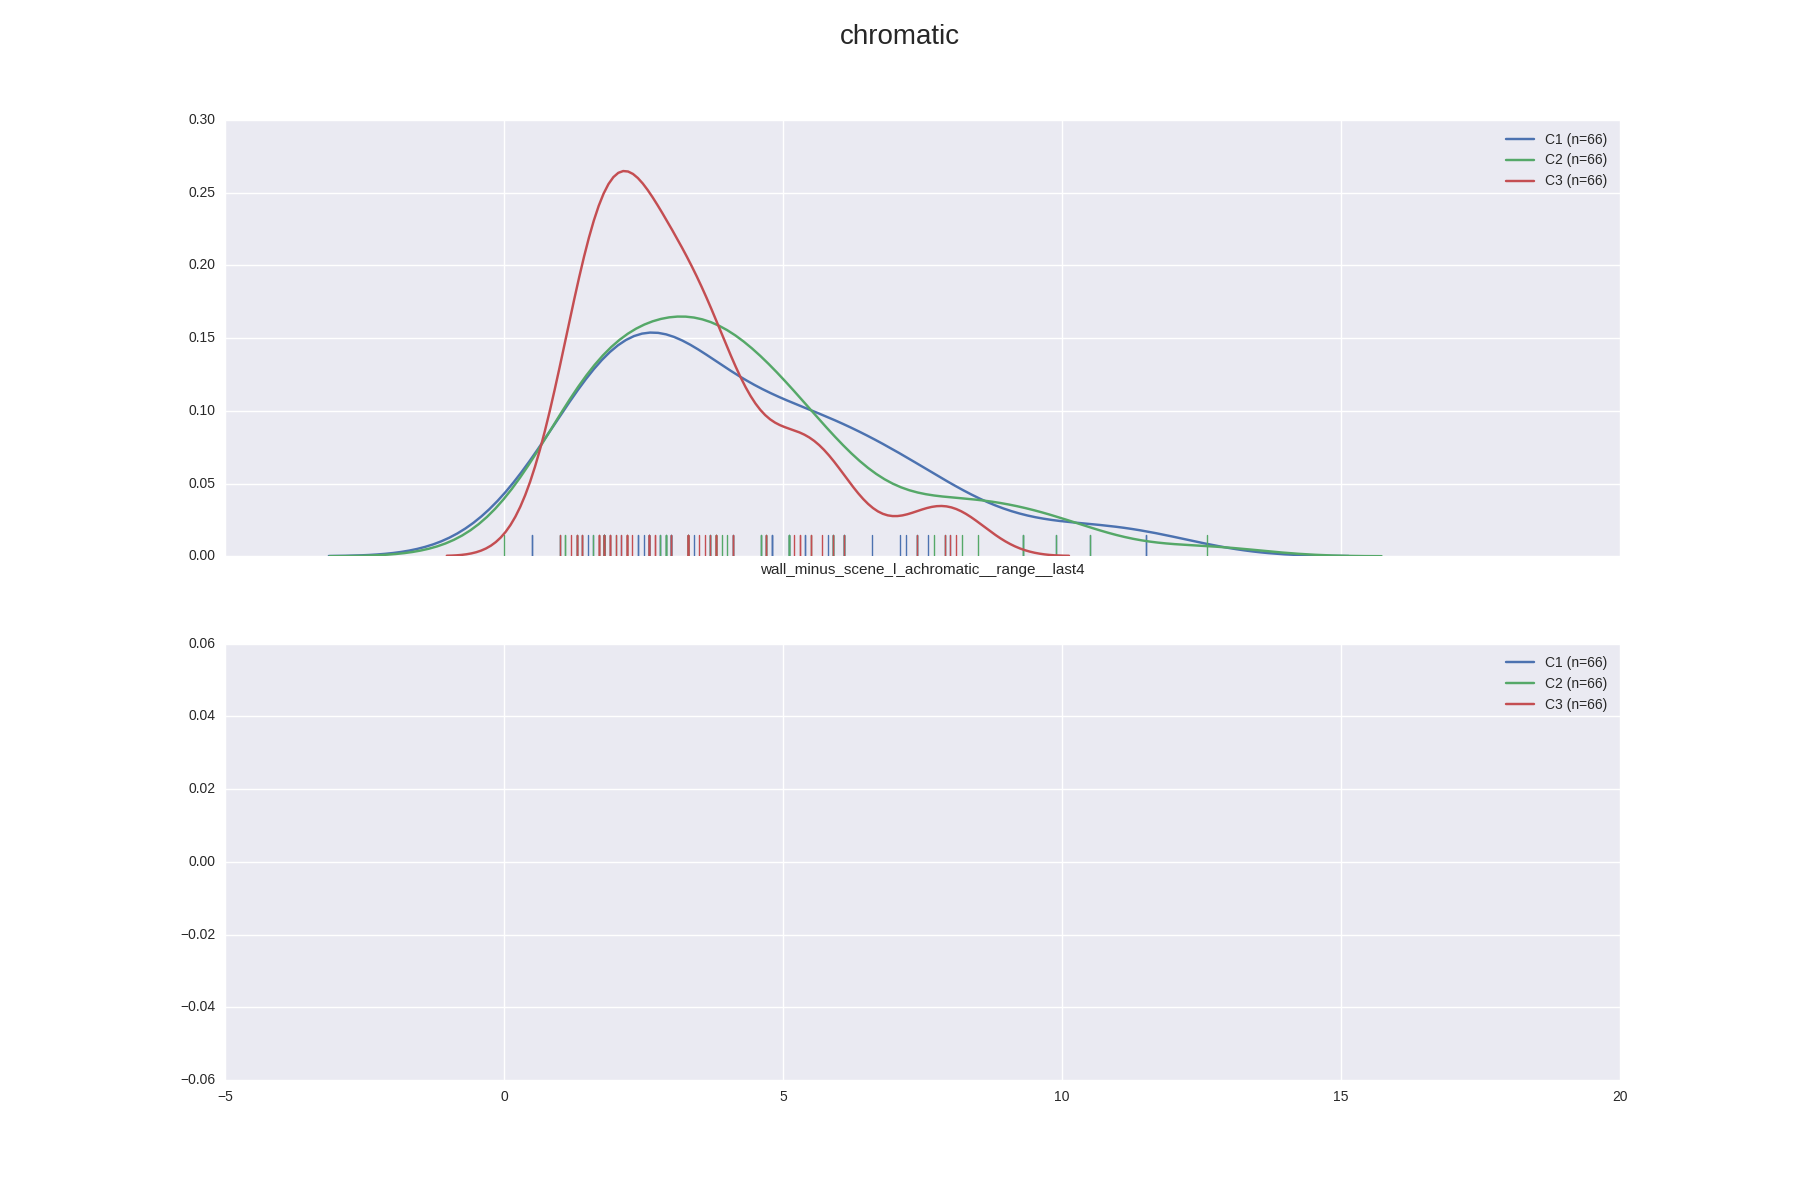 chromatic
0.30
0.25
0.20
0.15
0.10
0.05
0.00
C1 (n=66)
C2 (n=66)
C3 (n=66)
wall_minus_scene_l_achromatic__range__last4
0.06
0.04
0.02
0.00
−0.02
−0.04
−0.06
C1 (n=66)
C2 (n=66)
C3 (n=66)
−5 0 5 10 15 20